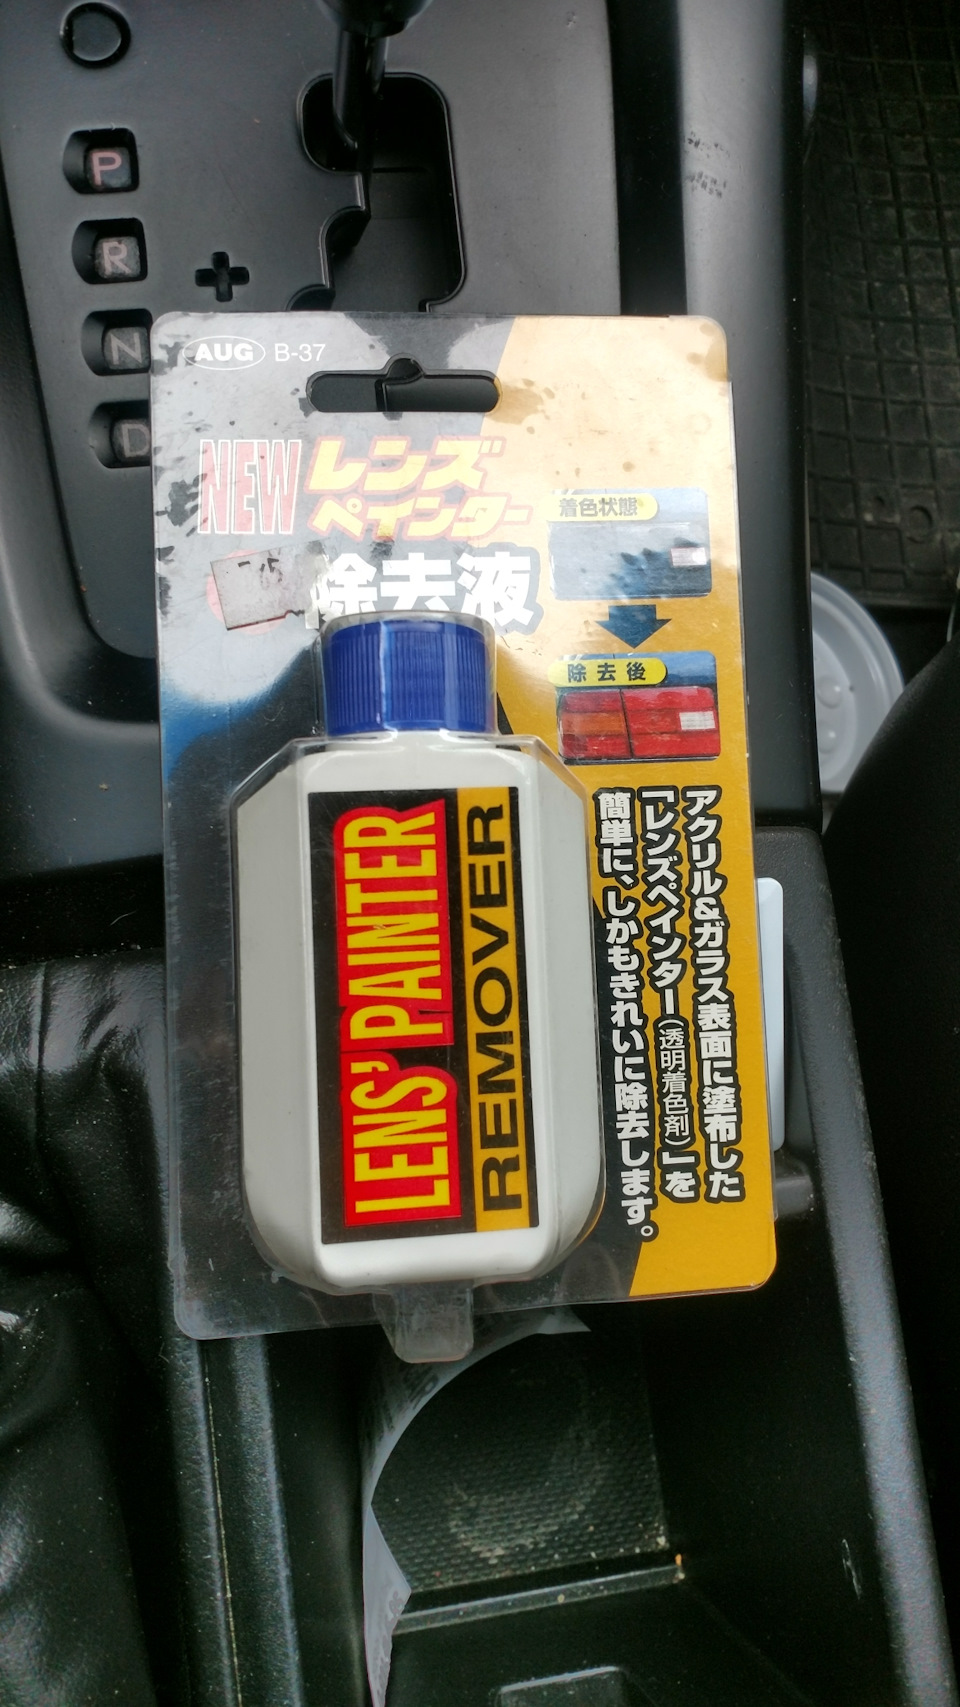 P
R
N
D
+
AUG B-37
NEW レンズ
ペインター
除去液
着色状態
除去後
LENS' PAINTER
REMOVER
アクリル&ガラス表面に塗布した
「レンズペインター(透明着色剤)」を
簡単に、しかもきれいに除去します。